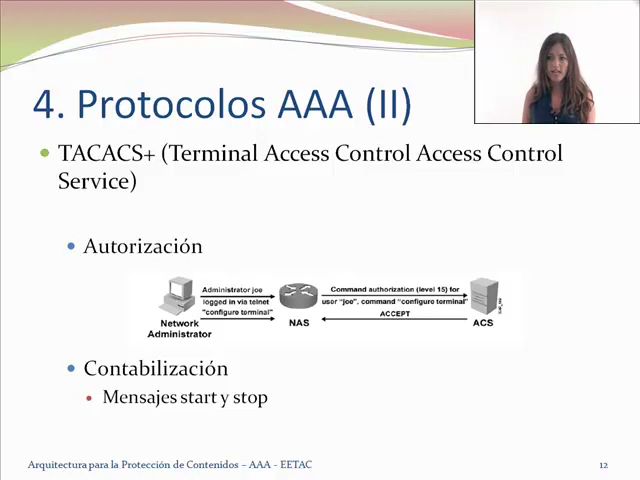 4. Protocolos AAA (II)
TACACS+ (Terminal Access Control Access Control
Service)
Autorización
Administrator joe
logged in via telnet
"configure terminal"
Command authorization (level 15) for
user "joe", command "configure terminal"
ACCEPT
Network
Administrator
NAS
ACS
Contabilización
Mensajes start y stop
Arquitectura para la Protección de Contenidos – AAA - EETAC
12